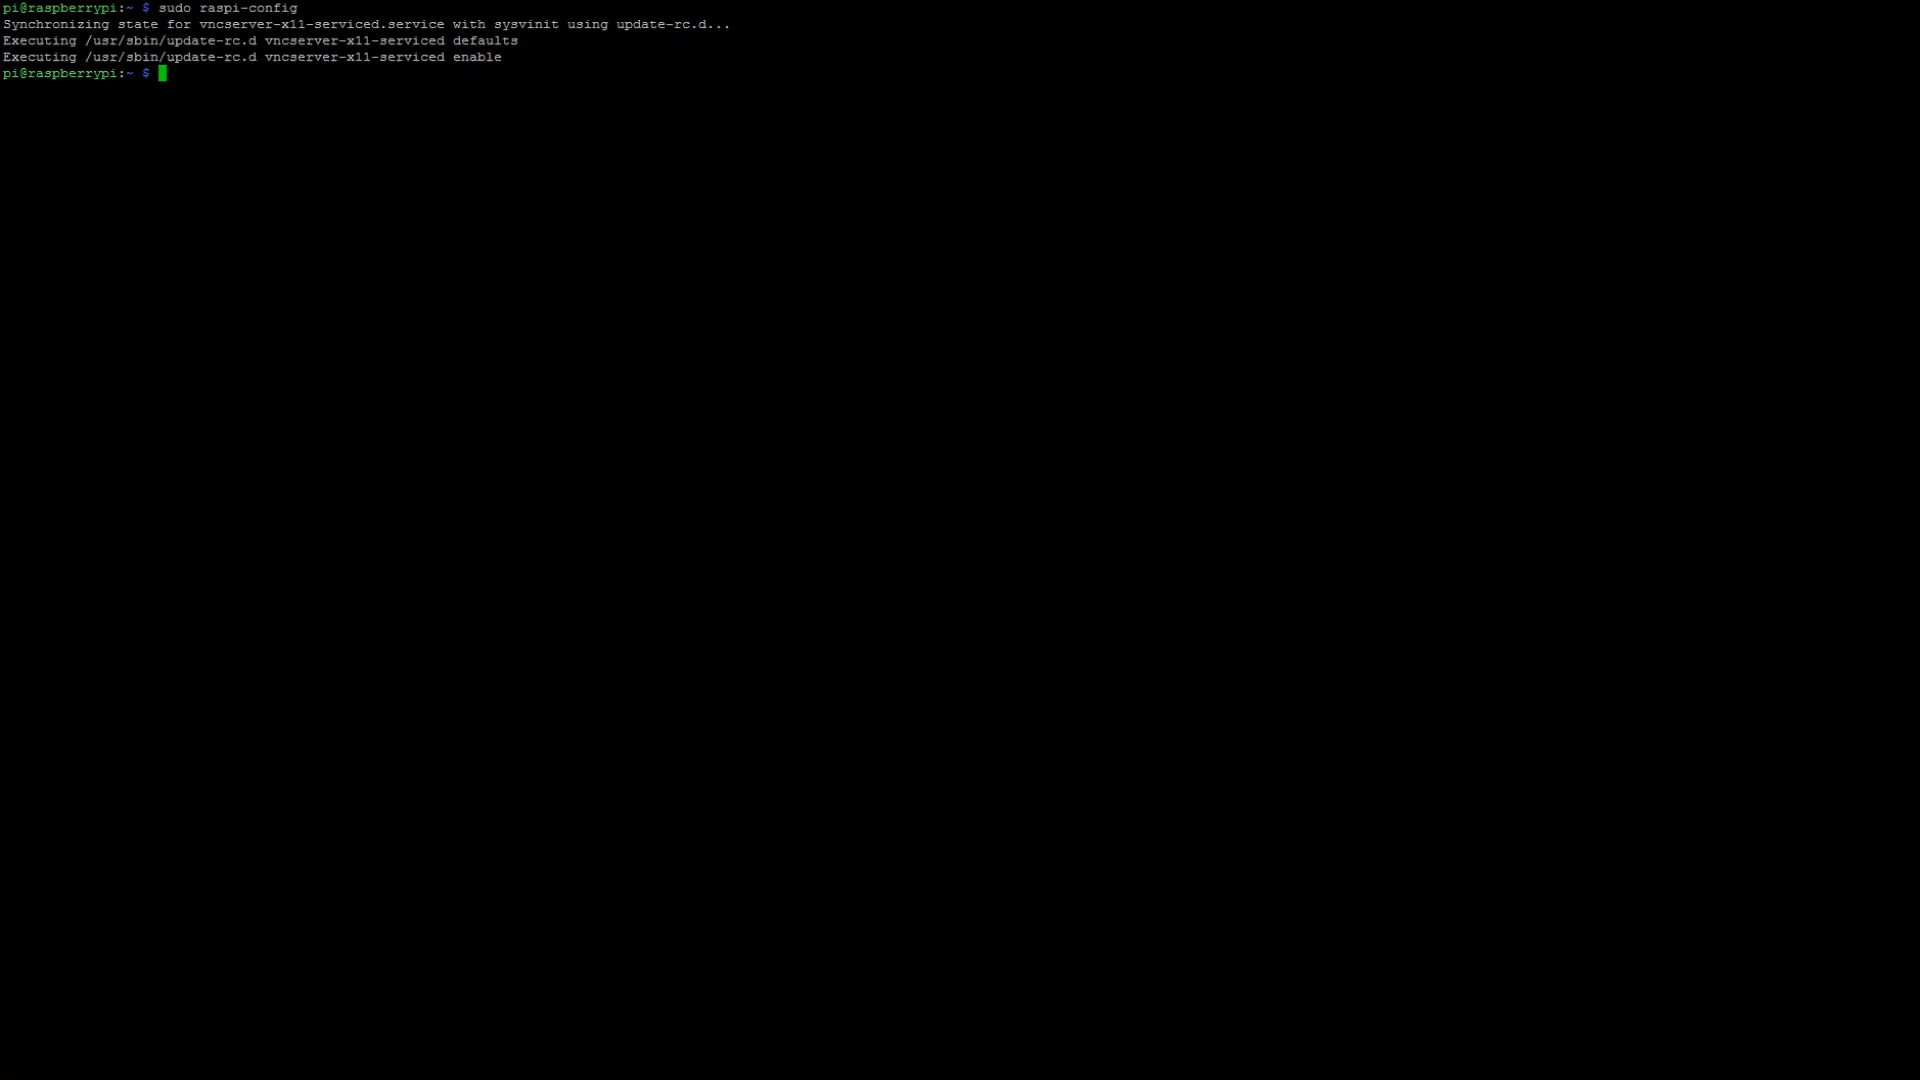 pi@raspberrypi:~ $ sudo raspi-config
Synchronizing state for vncserver-x11-serviced.service with sysvinit using update-rc.d...
Executing /usr/sbin/update-rc.d vncserver-x11-serviced defaults
Executing /usr/sbin/update-rc.d vncserver-x11-serviced enable
pi@raspberrypi:~ $